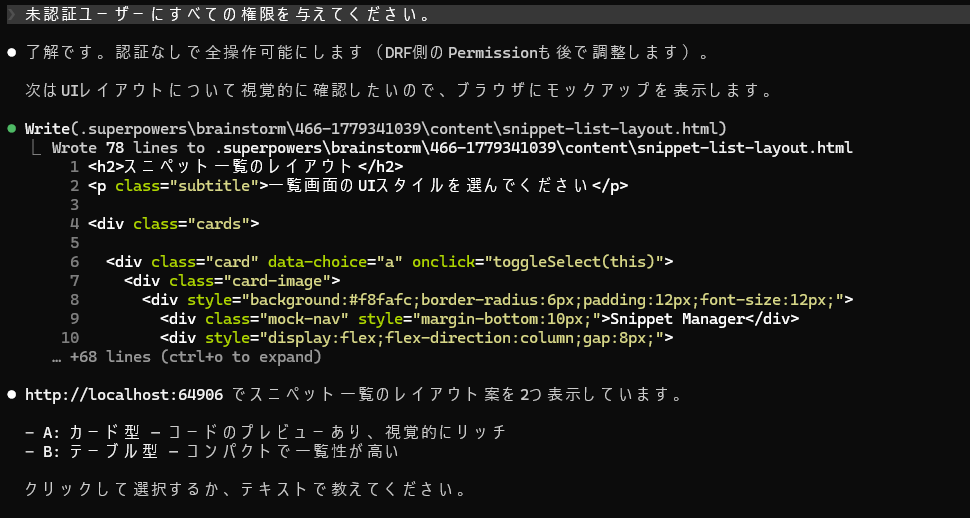 ❯ 未認証ユーザーにすべての権限を与えてください。
● 了解です。認証なしで全操作可能にします（DRF側のPermissionも後で調整します）。
次はUIレイアウトについて視覚的に確認したいので、ブラウザにモックアップを表示します。
● Write(.superpowers\brainstorm\466-1779341039\content\snippet-list-layout.html)
⎿ Wrote 78 lines to .superpowers\brainstorm\466-1779341039\content\snippet-list-layout.html
1 <h2>スニペット一覧のレイアウト</h2>
2 <p class="subtitle">一覧画面のUIスタイルを選んでください</p>
3
4 <div class="cards">
5
6 <div class="card" data-choice="a" onclick="toggleSelect(this)">
7 <div class="card-image">
8 <div style="background:#f8fafc;border-radius:6px;padding:12px;font-size:12px;">
9 <div class="mock-nav" style="margin-bottom:10px;">Snippet Manager</div>
10 <div style="display:flex;flex-direction:column;gap:8px;">
… +68 lines (ctrl+o to expand)
● http://localhost:64906 でスニペット一覧のレイアウト案を2つ表示しています。
- A: カード型 — コードのプレビューあり、視覚的にリッチ
- B: テーブル型 — コンパクトで一覧性が高い
クリックして選択するか、テキストで教えてください。